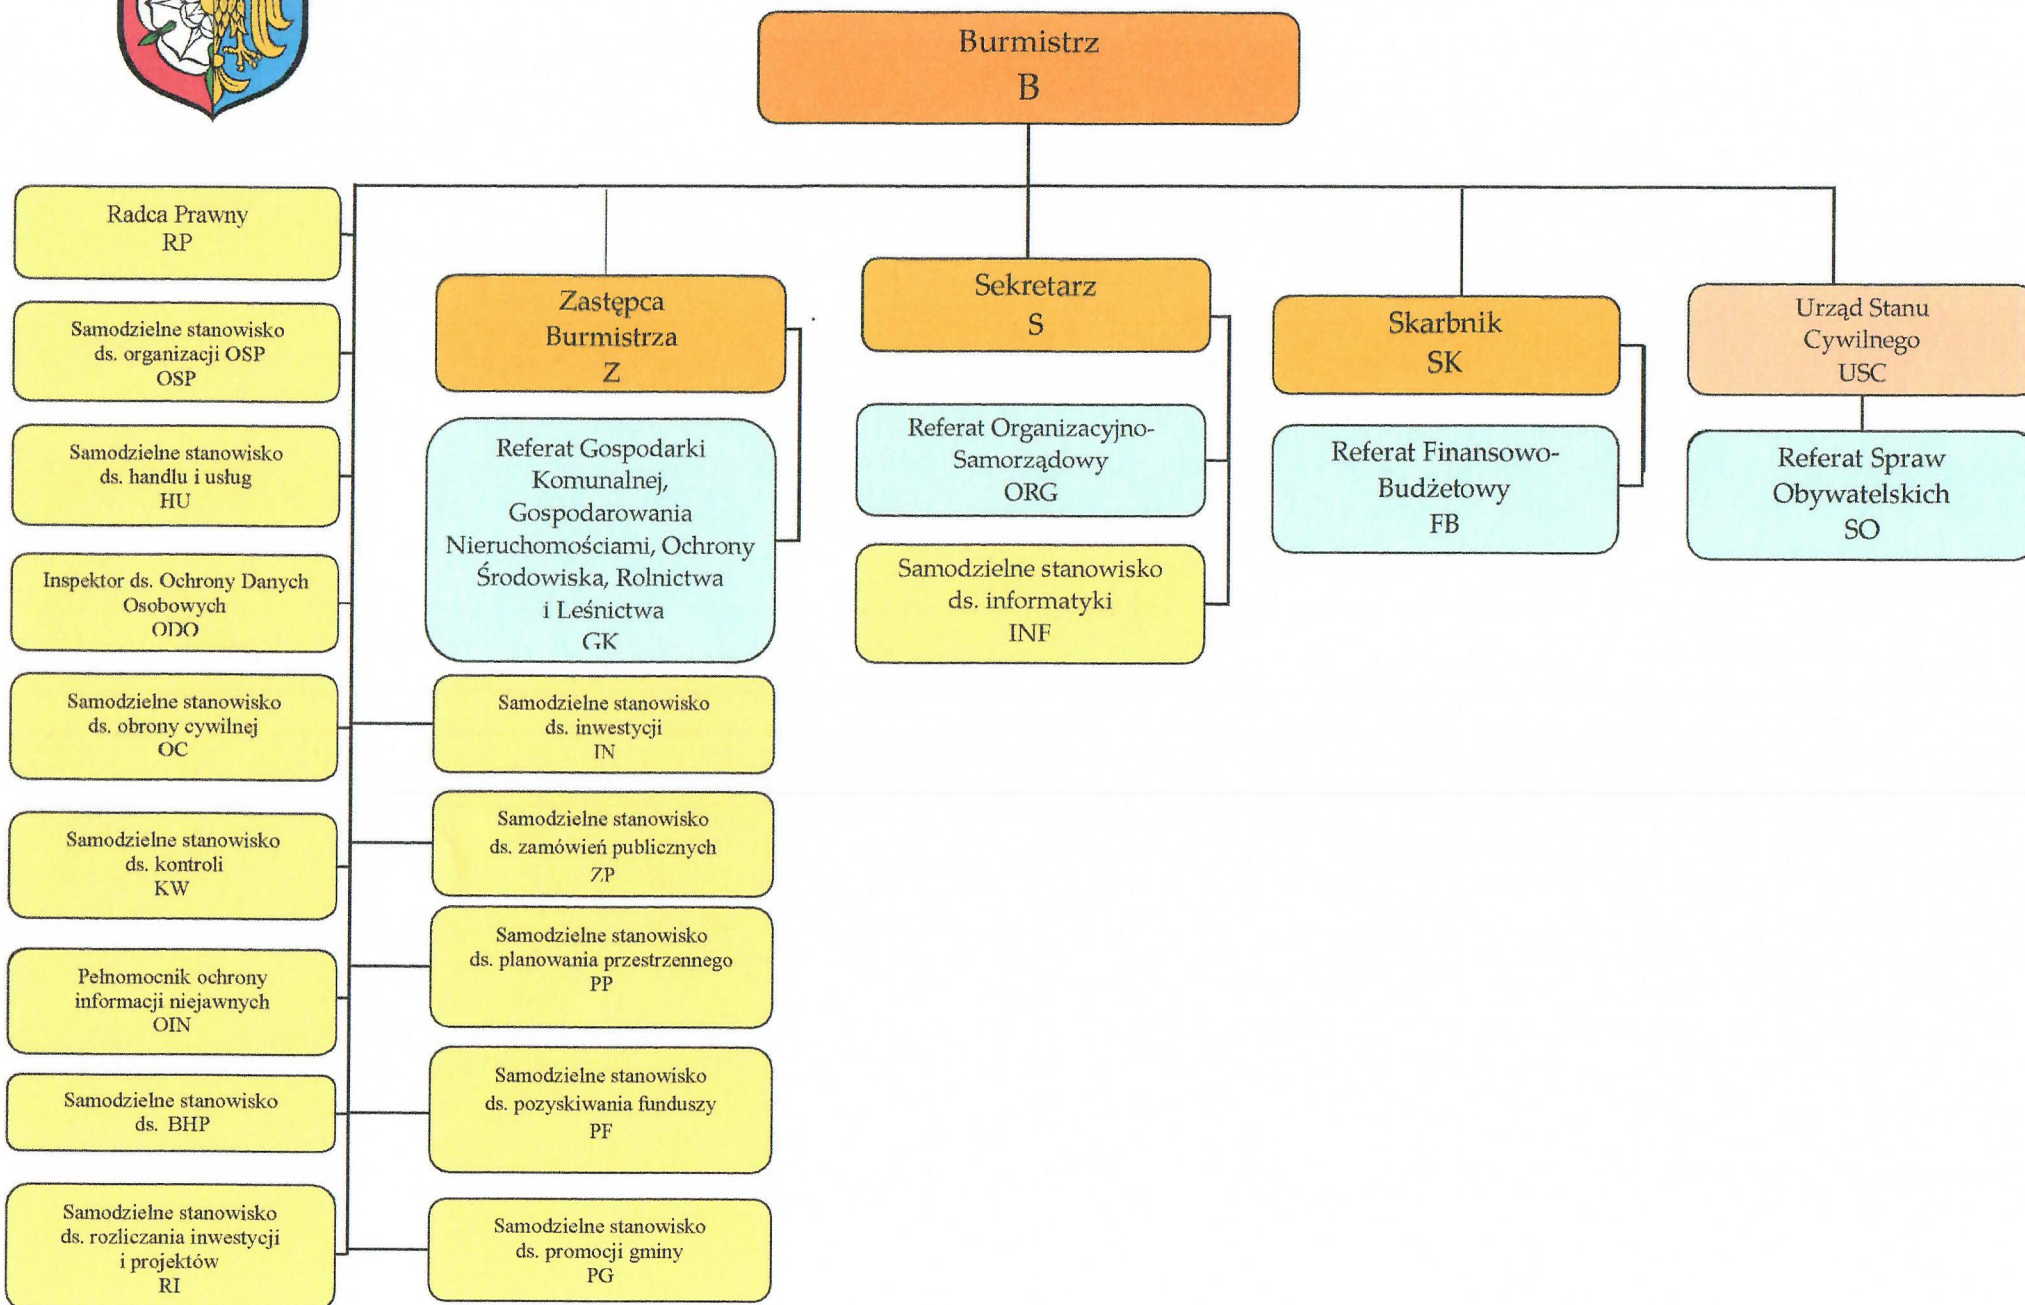 Burmistrz
B
Radca Prawny
RP
Samodzielne stanowisko
ds. organizacji OSP
OSP
Samodzielne stanowisko
ds. handlu i usług
HU
Inspektor ds. Ochrony Danych
Osobowych
ODO
Samodzielne stanowisko
ds. obrony cywilnej
OC
Samodzielne stanowisko
ds. kontroli
KW
Pełnomocnik ochrony
informacji niejawnych
OIN
Samodzielne stanowisko
ds. BHP
Samodzielne stanowisko
ds. rozliczania inwestycji
i projektów
RI
Zastępca
Burmistrza
Z
Referat Gospodarki
Komunalnej,
Gospodarowania
Nieruchomościami, Ochrony
Środowiska, Rolnictwa
i Leśnictwa
GK
Samodzielne stanowisko
ds. inwestycji
IN
Samodzielne stanowisko
ds. zamówień publicznych
ZP
Samodzielne stanowisko
ds. planowania przestrzennego
PP
Samodzielne stanowisko
ds. pozyskiwania funduszy
PF
Samodzielne stanowisko
ds. promocji gminy
PG
Sekretarz
S
Referat Organizacyjno-
Samorządowy
ORG
Samodzielne stanowisko
ds. informatyki
INF
Skarbnik
SK
Referat Finansowo-
Budżetowy
FB
Urząd Stanu
Cywilnego
USC
Referat Spraw
Obywatelskich
SO